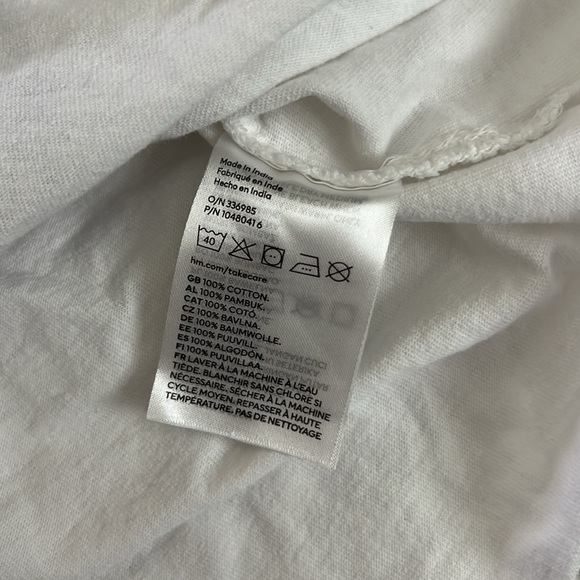 Made in India
Fabriqué en Inde
Hecho en India
O/N 336985
P/N 1048041 6
40
hm.com/takecare
GB 100% COTTON.
AL 100% PAMBUK.
CAT 100% COTÓ.
CZ 100% BAVLNA.
DE 100% BAUMWOLLE.
EE 100% PUUVILL.
ES 100% ALGODÓN.
FI 100% PUUVILLAA.
FR LAVER À LA MACHINE À L'EAU
TIÈDE. BLANCHIR SANS CHLORE SI
NÉCESSAIRE. SÉCHER À LA MACHINE
CYCLE MOYEN. REPASSER À HAUTE
TEMPÉRATURE. PAS DE NETTOYAGE